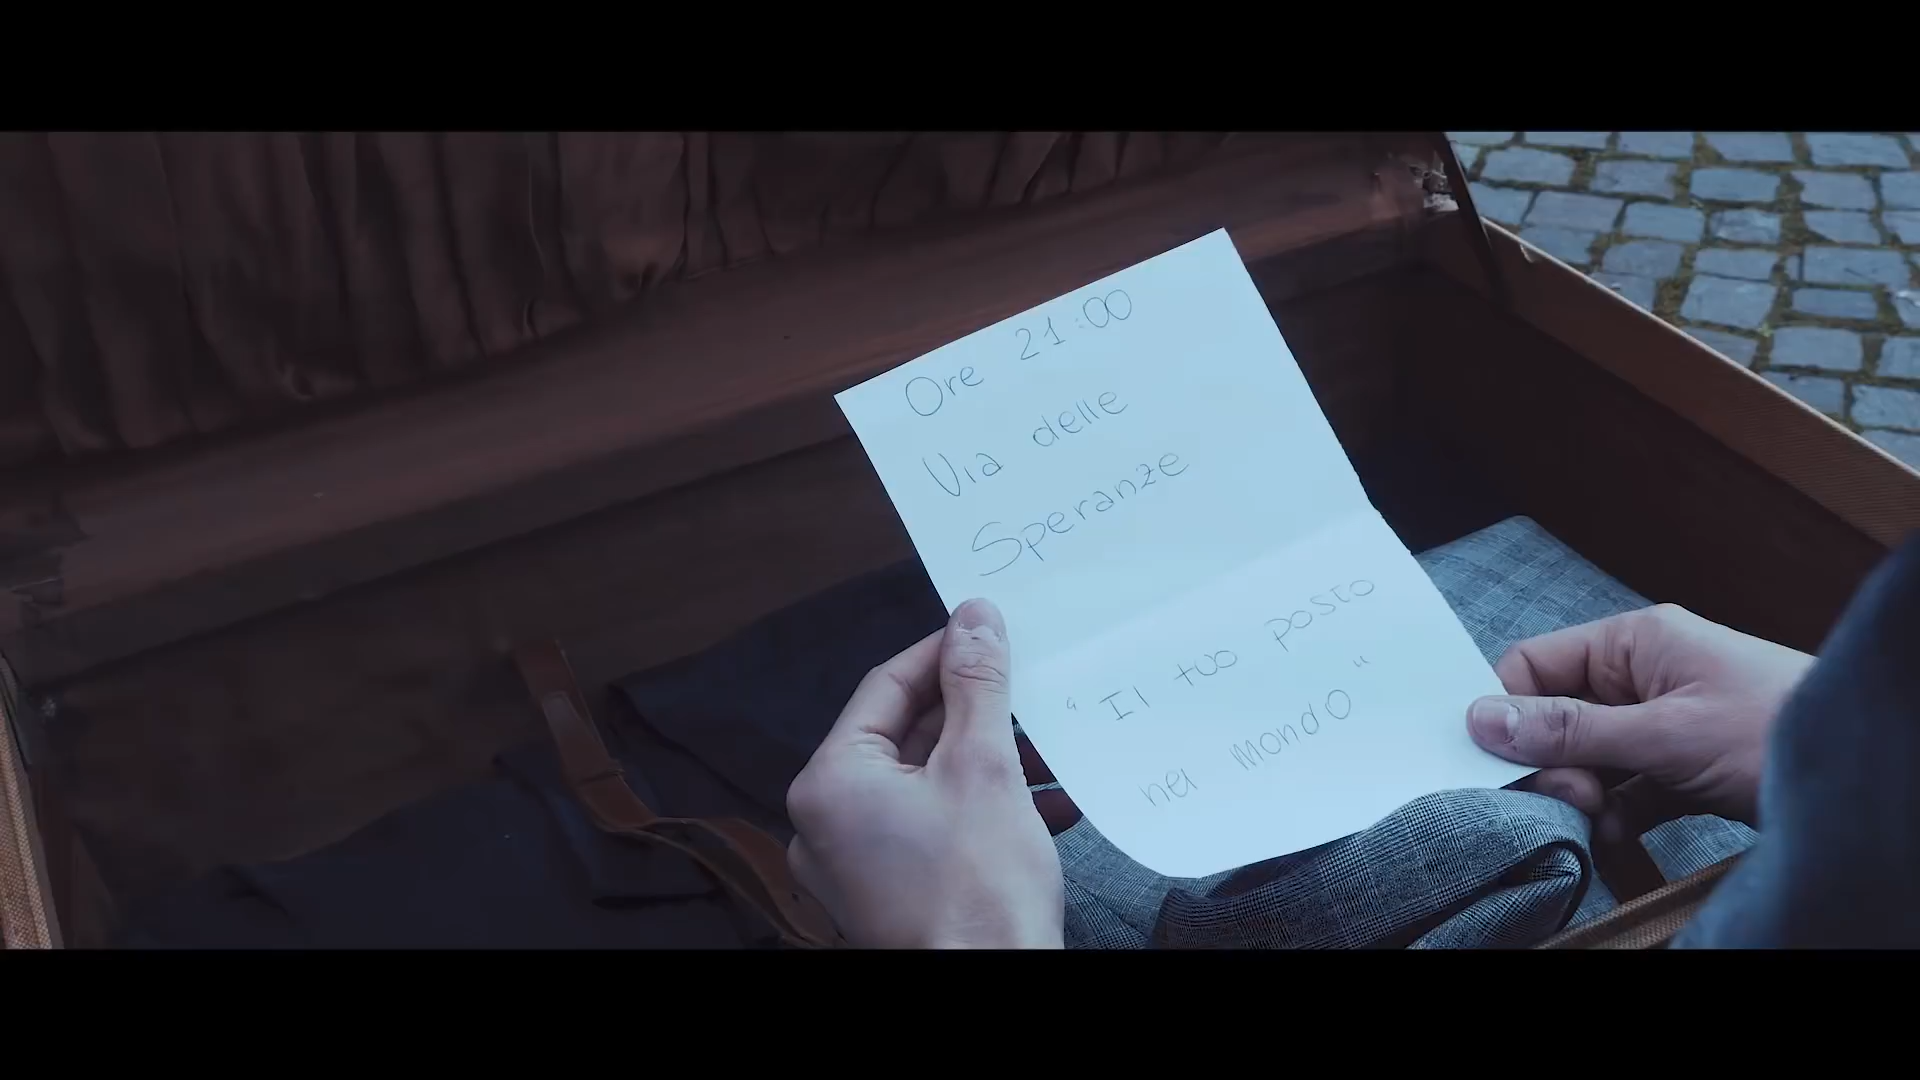 Ore 21:00
Via delle
Speranze
"Il tuo posto
nel mondo"